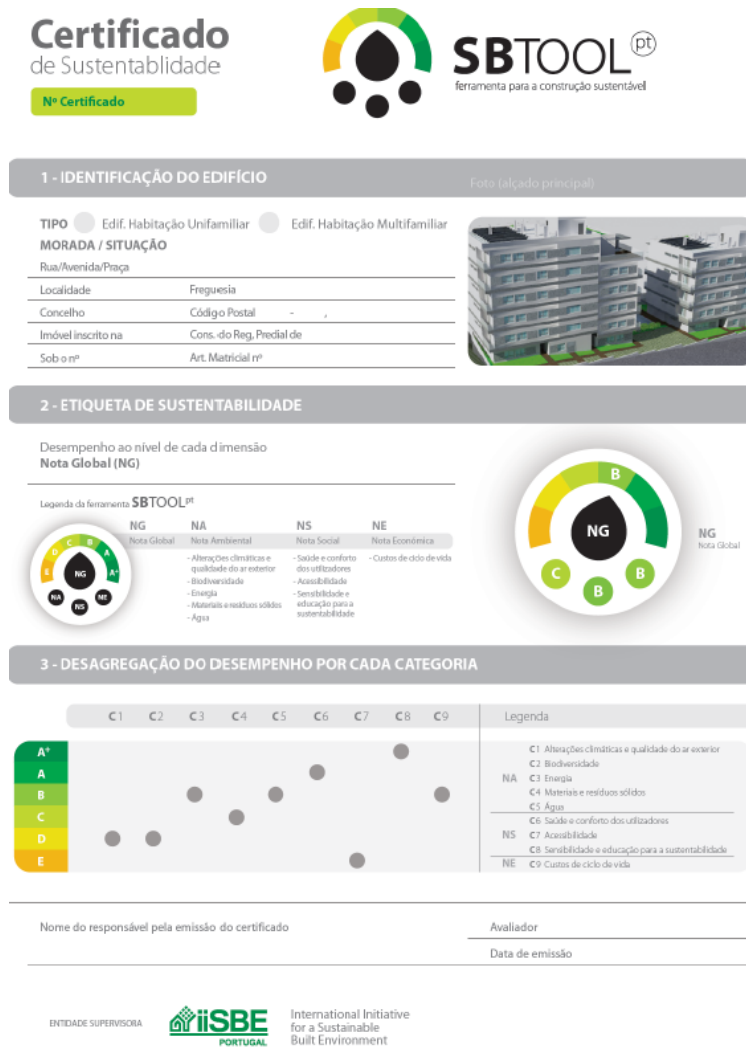 Certificado
de Sustentablidade
Nº Certificado
SBTOOL pt
ferramenta para a construção sustentável
1 - IDENTIFICAÇÃO DO EDIFÍCIO
Foto (alçado principal)
TIPO Edif. Habitação Unifamiliar Edif. Habitação Multifamiliar
MORADA / SITUAÇÃO
Rua/Avenida/Praça
Localidade Freguesia
Concelho Código Postal - ,
Imóvel inscrito na Cons. do Reg, Predial de
Sob o nº Art. Matricial nº
2 - ETIQUETA DE SUSTENTABILIDADE
Desempenho ao nível de cada dimensão
Nota Global (NG)
Legenda da ferramenta SBTOOL pt
E D C B A A+
NG
NA NS NE
NG NA NS NE
Nota Global Nota Ambiental Nota Social Nota Económica
- Alterações climáticas e
qualidade do ar exterior
- Biodiversidade
- Energia
- Materiais e resíduos sólidos
- Água
- Saúde e conforto
dos utilizadores
- Acessibilidade
- Sensibilidade e
educação para a
sustentabilidade
- Custos de ciclo de vida
B
NG
C B B
NG
Nota Global
3 - DESAGREGAÇÃO DO DESEMPENHO POR CADA CATEGORIA
C1 C2 C3 C4 C5 C6 C7 C8 C9 Legenda
A+
A
B
C
D
E
C1 Alterações climáticas e qualidade do ar exterior
C2 Biodiversidade
NA C3 Energia
C4 Materiais e resíduos sólidos
C5 Água
C6 Saúde e conforto dos utilizadores
NS C7 Acessibilidade
C8 Sensibilidade e educação para a sustentabilidade
NE C9 Custos de ciclo de vida
Nome do responsável pela emissão do certificado
Avaliador
Data de emissão
ENTIDADE SUPERVISORA
iiSBE
PORTUGAL
International Initiative
for a Sustainable
Built Environment